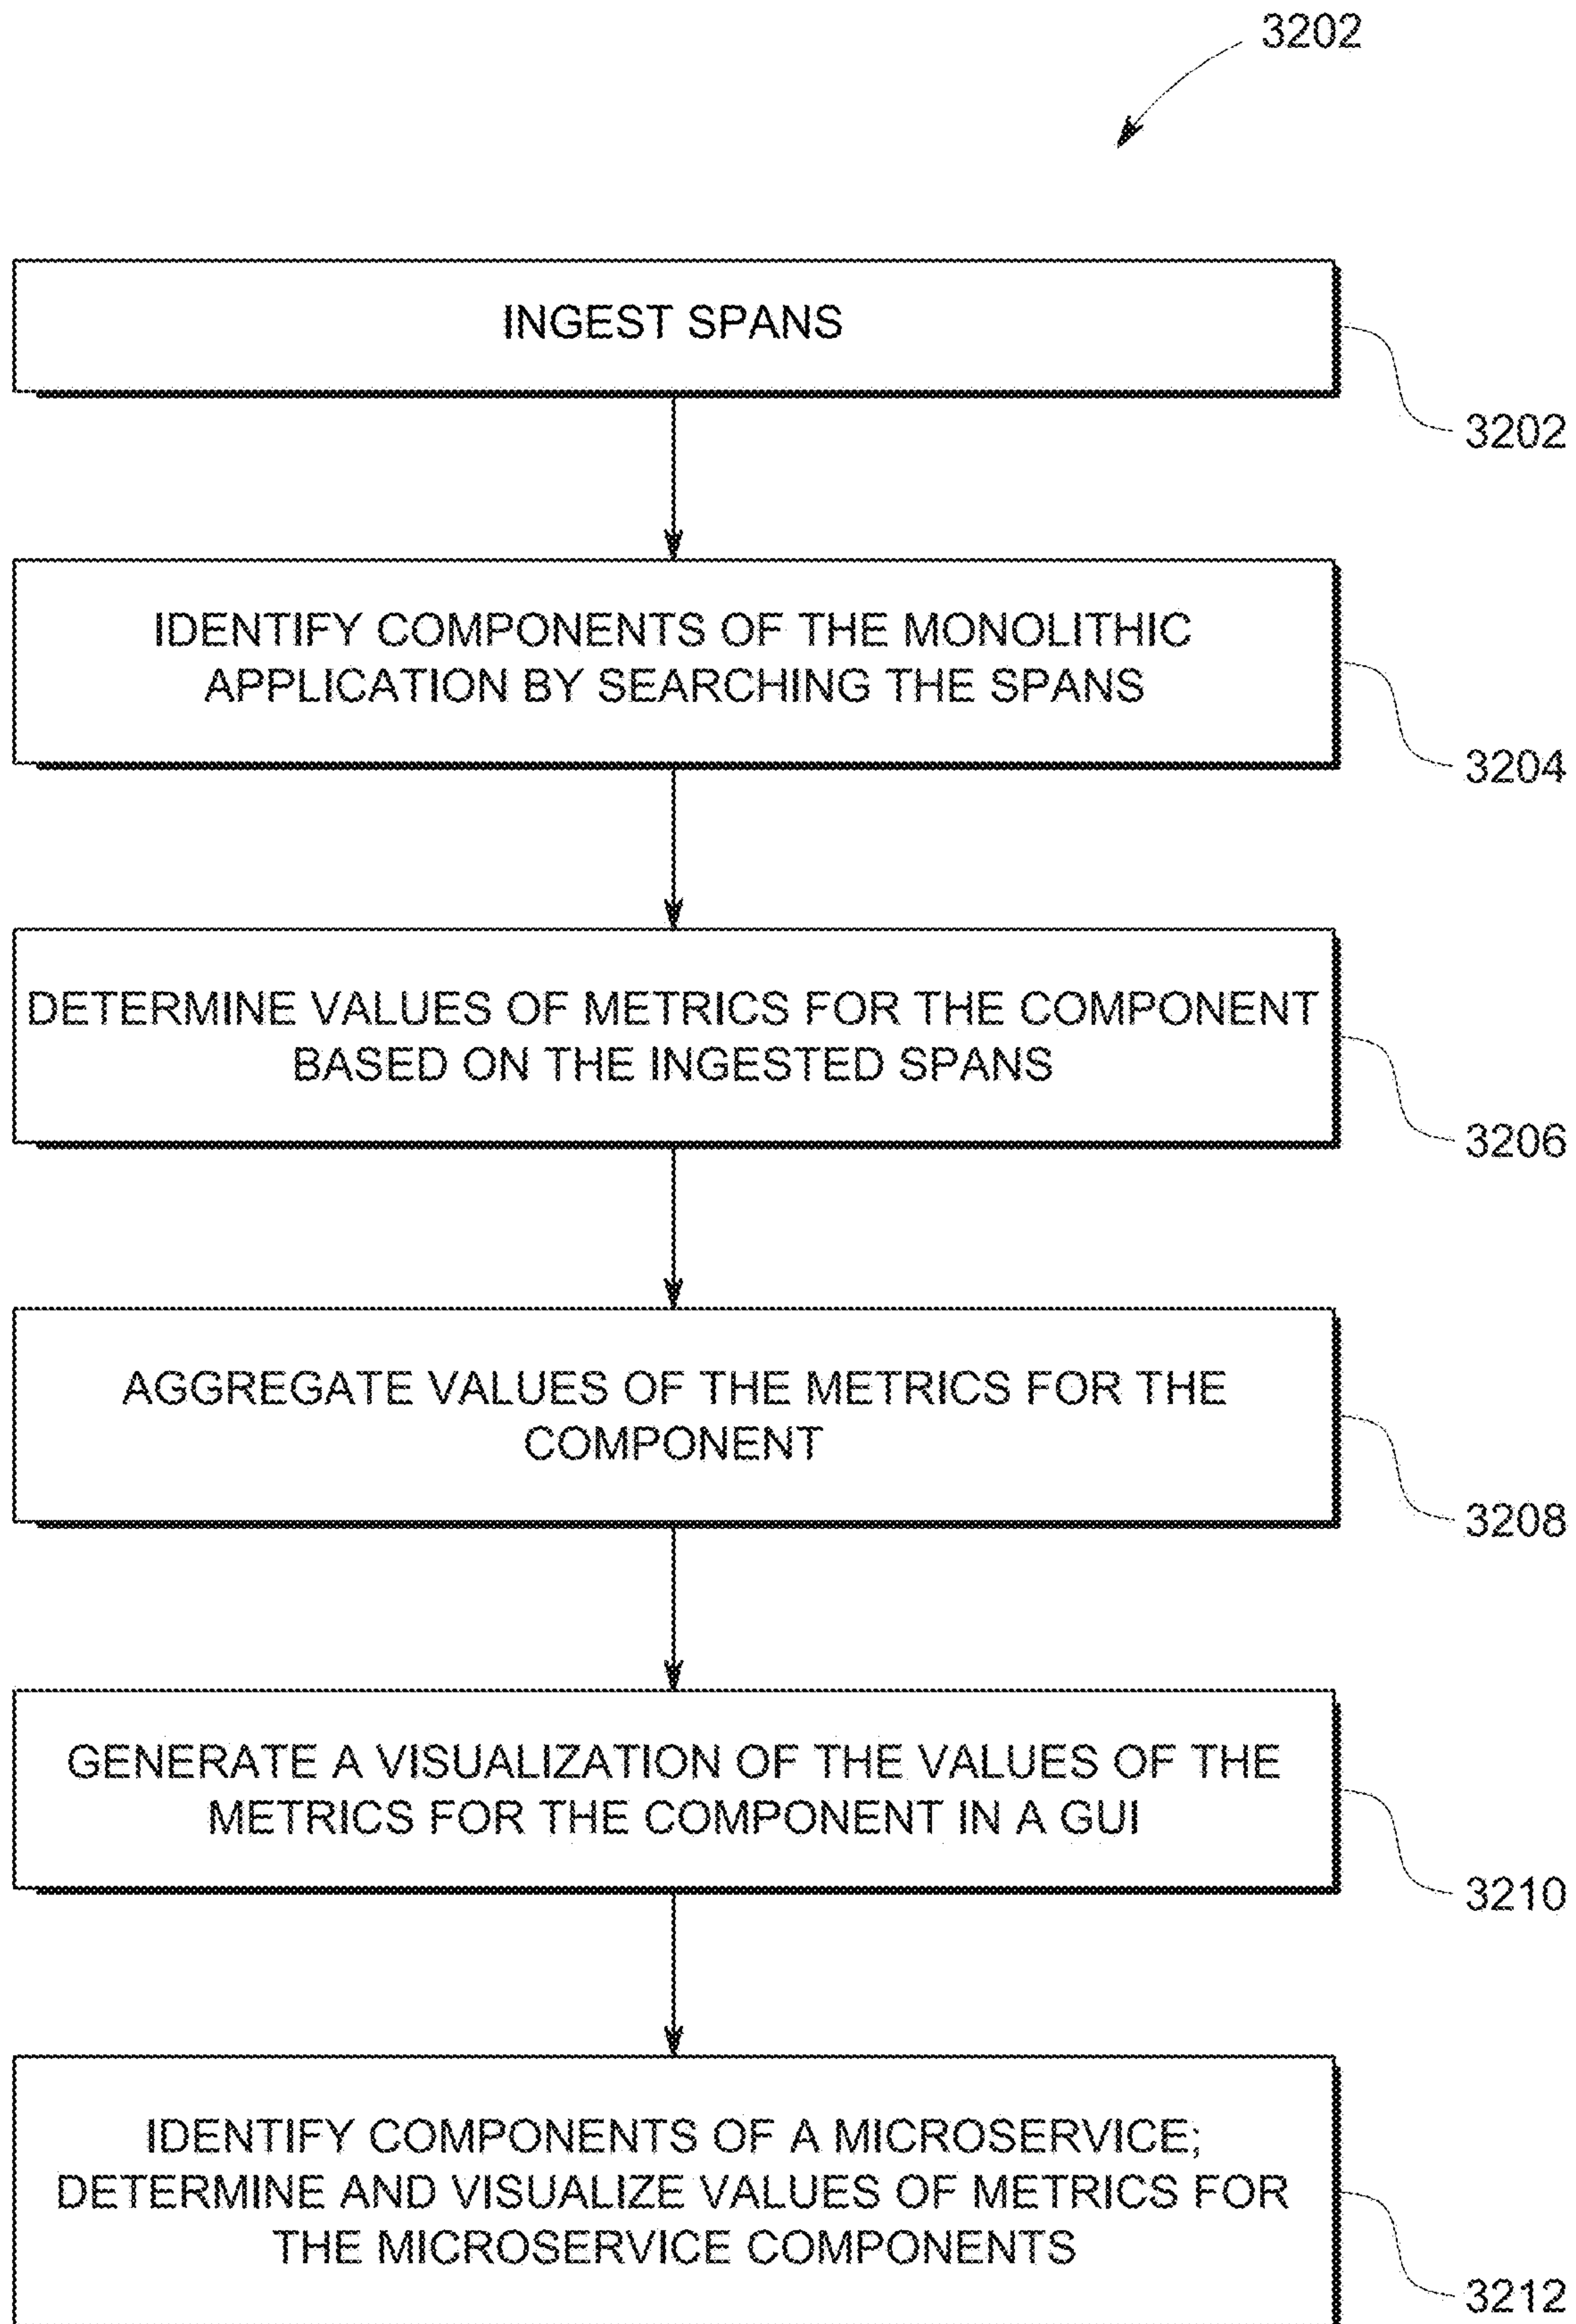 3202
INGEST SPANS
3202
IDENTIFY COMPONENTS OF THE MONOLITHIC
APPLICATION BY SEARCHING THE SPANS
3204
DETERMINE VALUES OF METRICS FOR THE COMPONENT
BASED ON THE INGESTED SPANS
3206
AGGREGATE VALUES OF THE METRICS FOR THE
COMPONENT
3208
GENERATE A VISUALIZATION OF THE VALUES OF THE
METRICS FOR THE COMPONENT IN A GUI
3210
IDENTIFY COMPONENTS OF A MICROSERVICE;
DETERMINE AND VISUALIZE VALUES OF METRICS FOR
THE MICROSERVICE COMPONENTS
3212